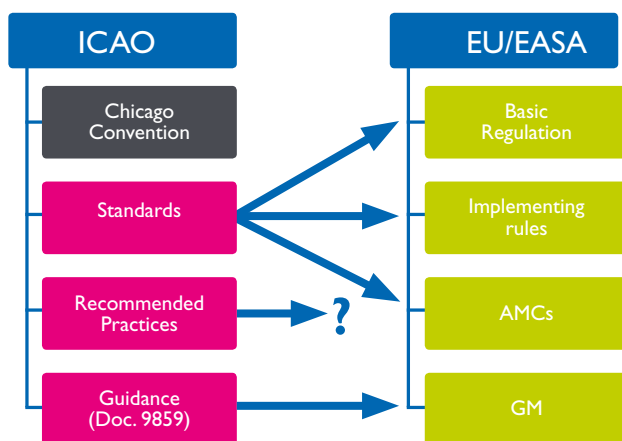 ICAO
EU/EASA
Chicago
Convention
Basic
Regulation
Standards
Implementing
rules
Recommended
Practices
?
AMCs
Guidance
(Doc. 9859)
GM